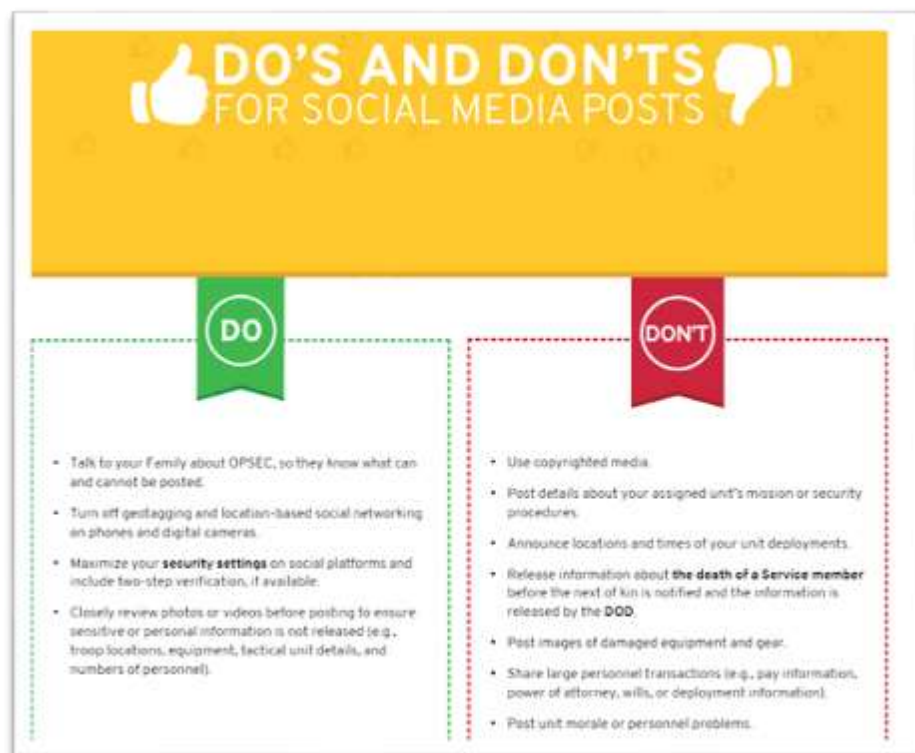 DO'S AND DON'TS
FOR SOCIAL MEDIA POSTS
DO
• Talk to your Family about OPSEC, so they know what can
and cannot be posted.
• Turn off geotagging and location-based social networking
on phones and digital cameras.
• Maximize your security settings on social platforms and
include two-step verification, if available.
• Closely review photos or videos before posting to ensure
sensitive or personal information is not released (e.g.,
troop locations, equipment, tactical unit details, and
numbers of personnel).
DON'T
• Use copyrighted media.
• Post details about your assigned unit's mission or security
procedures.
• Announce locations and times of your unit deployments.
• Release information about the death of a Service member
before the next of kin is notified and the information is
released by the DOD.
• Post images of damaged equipment and gear.
• Share large personnel transactions (e.g., pay information,
power of attorney, wills, or deployment information).
• Post unit morale or personnel problems.